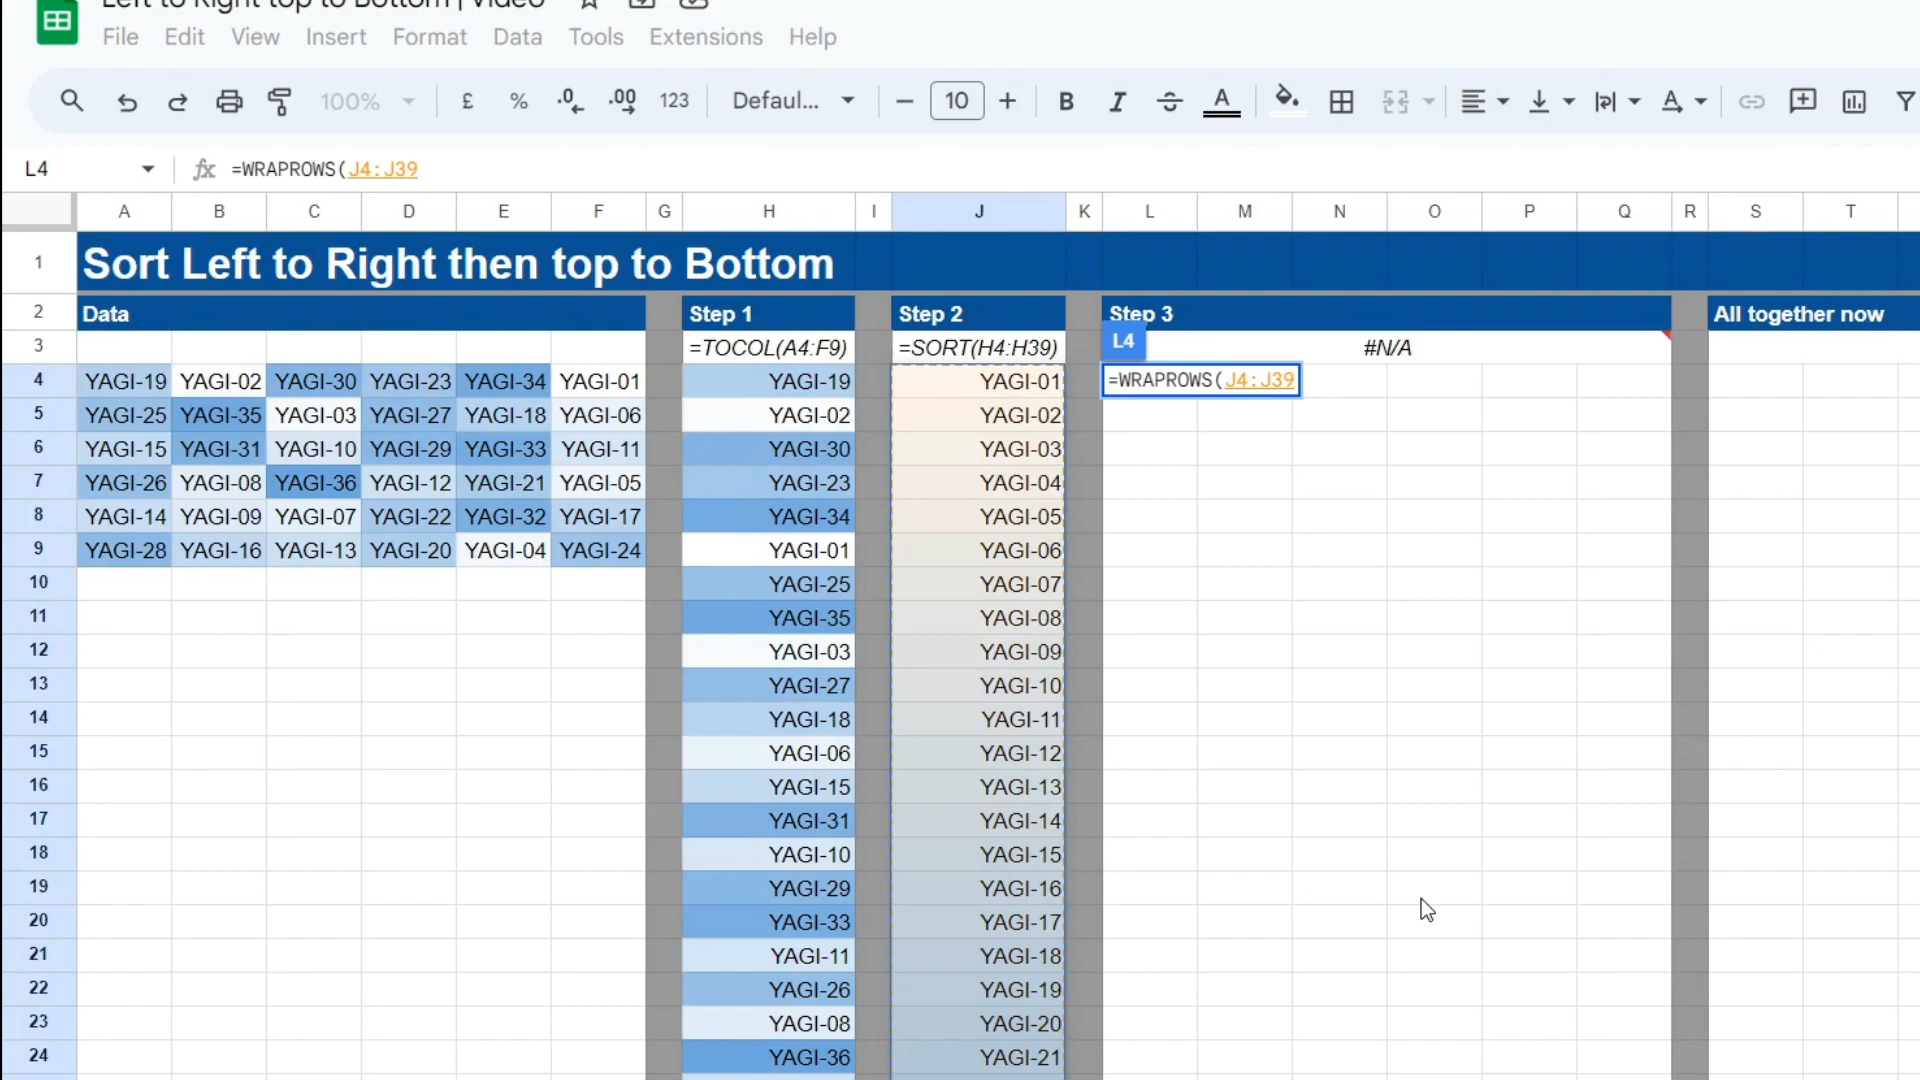 Left to Right top to Bottom | Video
File Edit View Insert Format Data Tools Extensions Help
100% £ % .0 .00 123 Defaul... 10 B I S A A
L4 fx =WRAPROWS(J4:J39
A B C D E F G H I J K L M N O P Q R S T
1 Sort Left to Right then top to Bottom
2 Data Step 1 Step 2 Step 3 All together now
3 =TOCOL(A4:F9) =SORT(H4:H39) L4 #N/A
4 YAGI-19 YAGI-02 YAGI-30 YAGI-23 YAGI-34 YAGI-01 YAGI-19 YAGI-01 =WRAPROWS(J4:J39
5 YAGI-25 YAGI-35 YAGI-03 YAGI-27 YAGI-18 YAGI-06 YAGI-02 YAGI-02
6 YAGI-15 YAGI-31 YAGI-10 YAGI-29 YAGI-33 YAGI-11 YAGI-30 YAGI-03
7 YAGI-26 YAGI-08 YAGI-36 YAGI-12 YAGI-21 YAGI-05 YAGI-23 YAGI-04
8 YAGI-14 YAGI-09 YAGI-07 YAGI-22 YAGI-32 YAGI-17 YAGI-34 YAGI-05
9 YAGI-28 YAGI-16 YAGI-13 YAGI-20 YAGI-04 YAGI-24 YAGI-01 YAGI-06
10 YAGI-25 YAGI-07
11 YAGI-35 YAGI-08
12 YAGI-03 YAGI-09
13 YAGI-27 YAGI-10
14 YAGI-18 YAGI-11
15 YAGI-06 YAGI-12
16 YAGI-15 YAGI-13
17 YAGI-31 YAGI-14
18 YAGI-10 YAGI-15
19 YAGI-29 YAGI-16
20 YAGI-33 YAGI-17
21 YAGI-11 YAGI-18
22 YAGI-26 YAGI-19
23 YAGI-08 YAGI-20
24 YAGI-36 YAGI-21